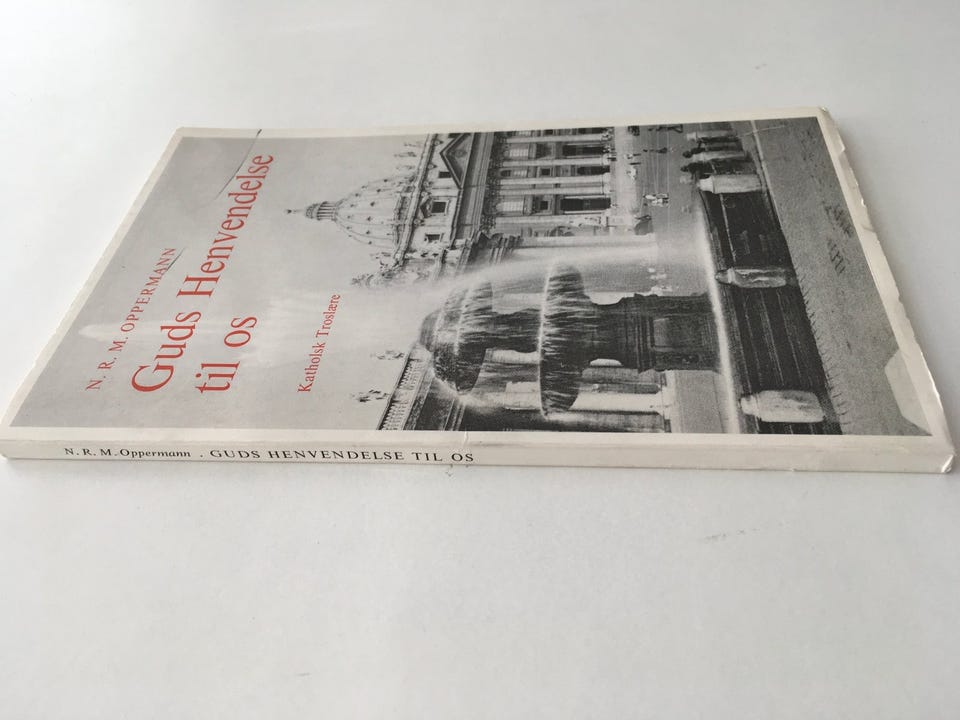 N. R. M. OPPERMANN
Guds Henvendelse
til os
Katholsk Troslære
N. R. M. Oppermann . GUDS HENVENDELSE TIL OS